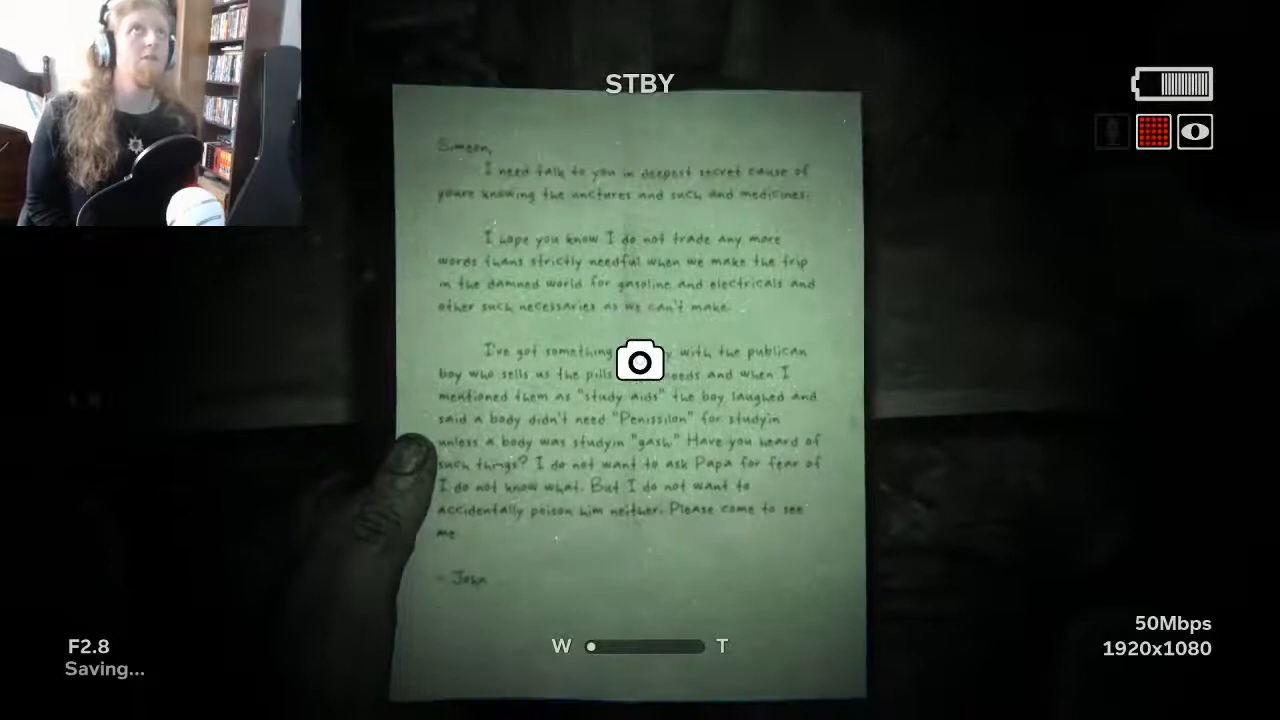 STBY
Simeon,
I need talk to you in deepest secret cause of
youre knowing the unctures and such and medicines.
I hope you know I do not trade any more
words thans strictly needful when we make the trip
in the damned world for gasoline and electricals and
other such necessaries as we can't make.
I've got something with the publican
boy who sells us the pills and when I
mentioned them as "study aids" the boy laughed and
said a body didn't need "Penissilon" for studyin
unless a body was studyin "gash." Have you heard of
such things? I do not want to ask Papa for fear of
I do not know what. But I do not want to
accidentally poison him neither. Please come to see
me.
- John
F2.8
Saving...
W T
50Mbps
1920x1080